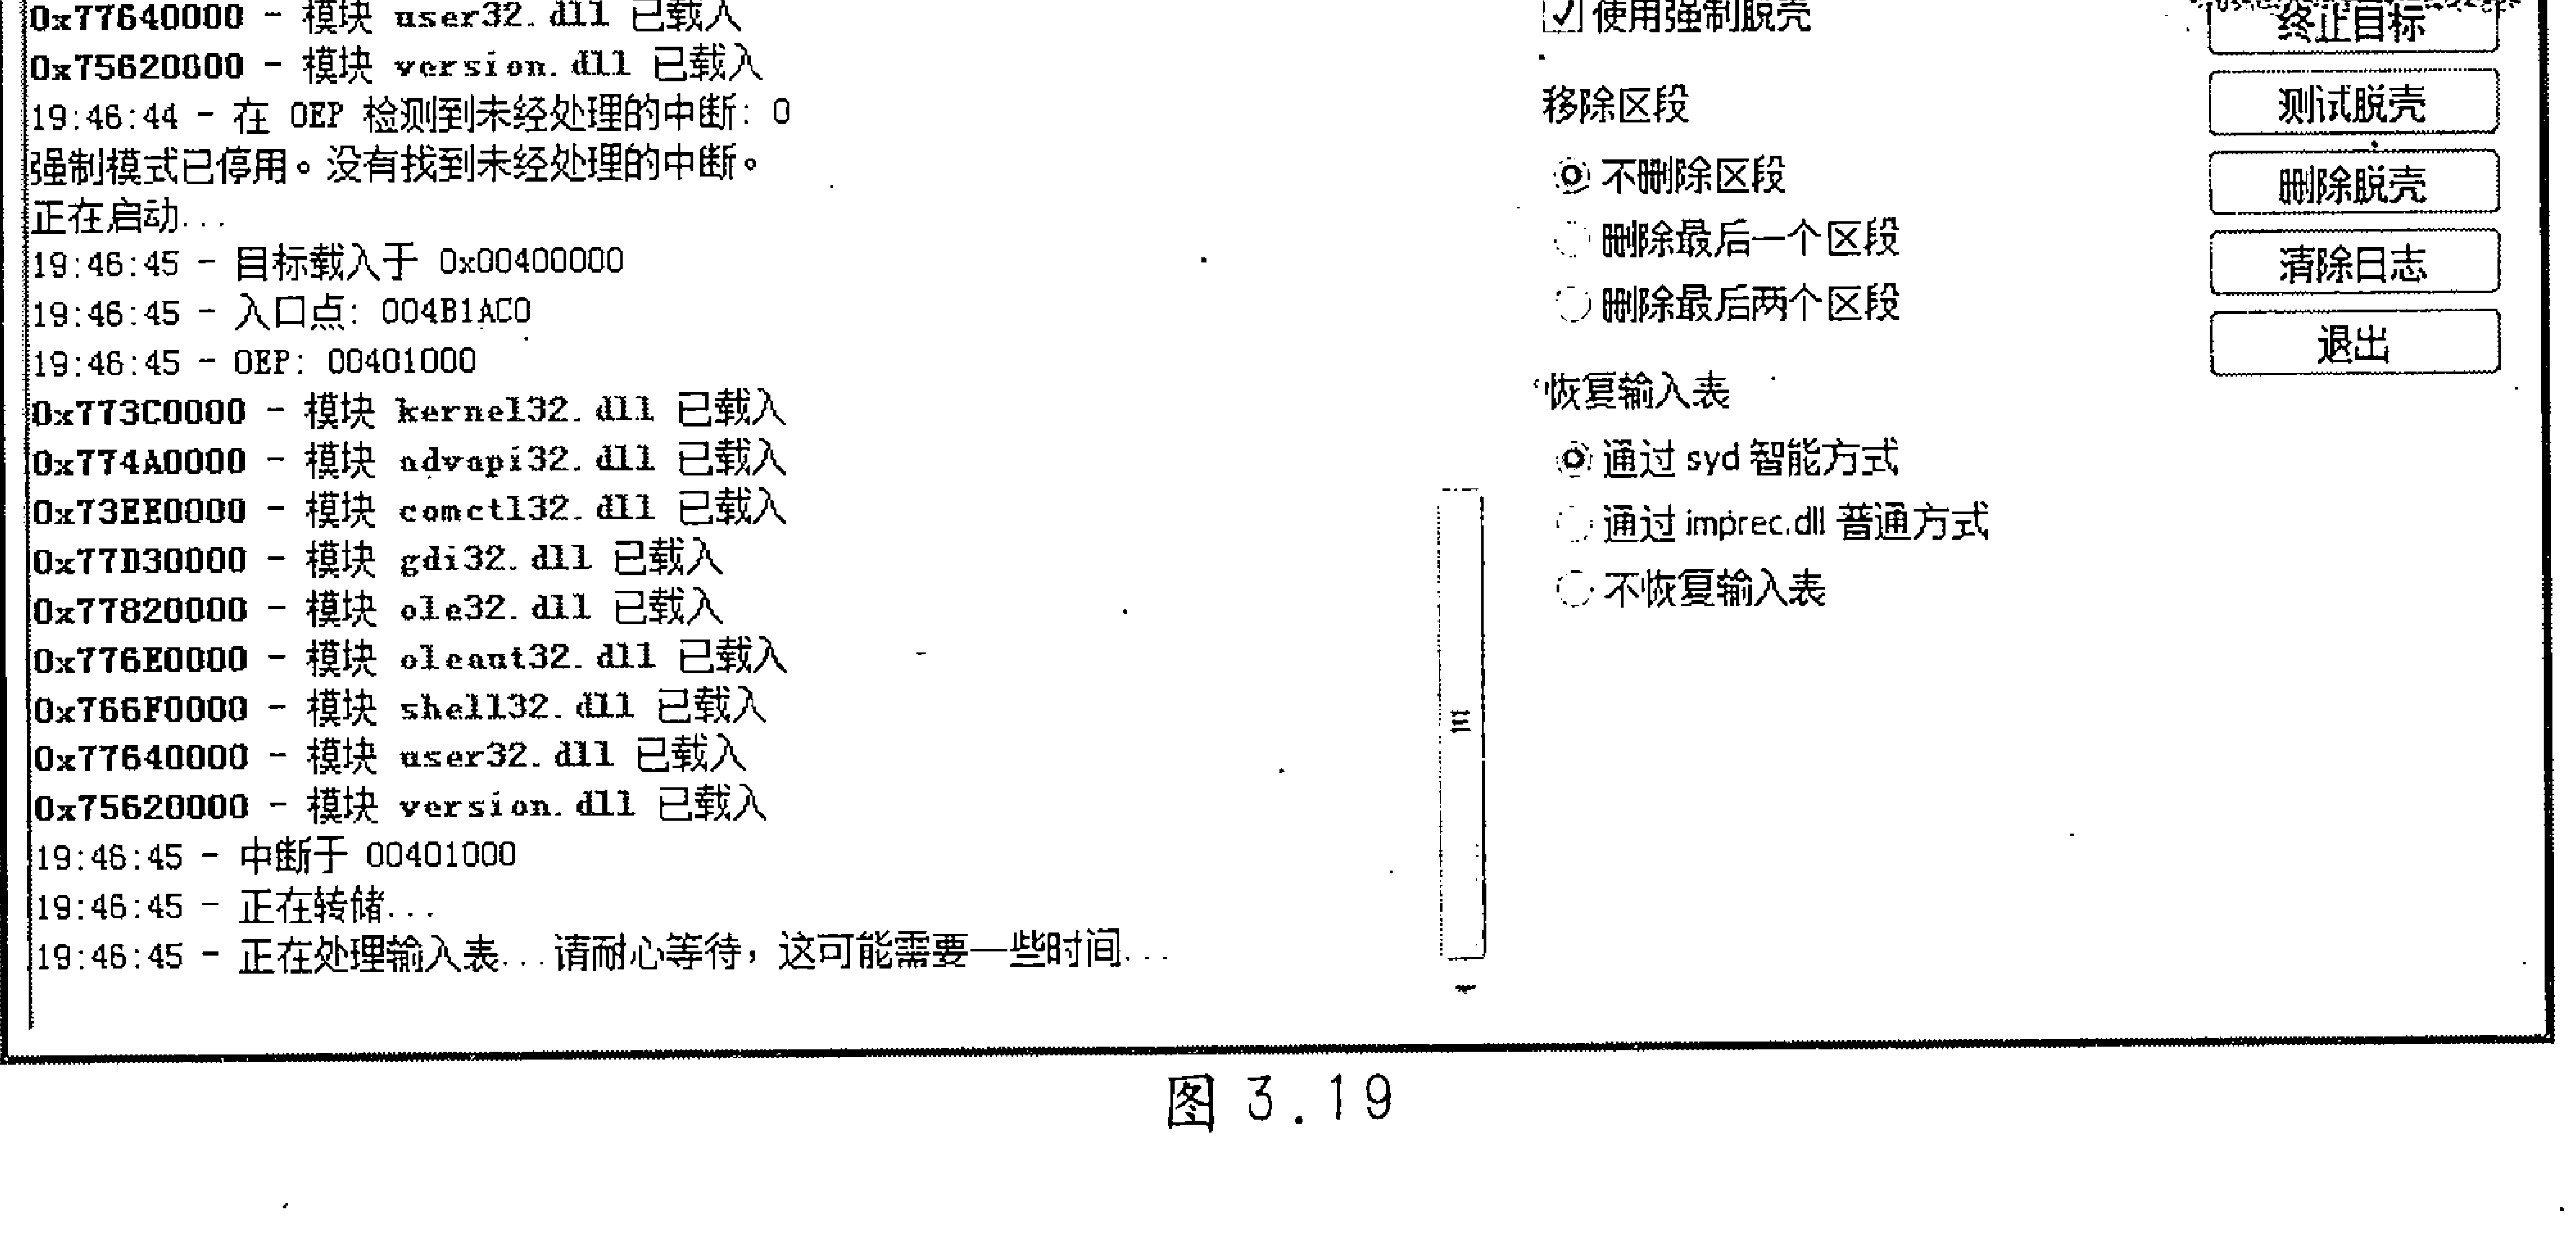 0x77640000 - 模块 user32.dll 已载入
0x75620000 - 模块 version.dll 已载入
19:46:44 - 在 OEP 检测到未经处理的中断: 0
强制模式已停用。没有找到未经处理的中断。
正在启动...
19:46:45 - 目标载入于 0x00400000
19:46:45 - 入口点: 004B1AC0
19:46:45 - OEP: 00401000
0x773C0000 - 模块 kernel32.dll 已载入
0x774A0000 - 模块 advapi32.dll 已载入
0x73EE0000 - 模块 comctl32.dll 已载入
0x77D30000 - 模块 gdi32.dll 已载入
0x77820000 - 模块 ole32.dll 已载入
0x776E0000 - 模块 oleaut32.dll 已载入
0x766F0000 - 模块 shell32.dll 已载入
0x77640000 - 模块 user32.dll 已载入
0x75620000 - 模块 version.dll 已载入
19:46:45 - 中断于 00401000
19:46:45 - 正在转储...
19:46:45 - 正在处理输入表...请耐心等待，这可能需要一些时间...
使用强制脱壳
移除区段
不删除区段
删除最后一个区段
删除最后两个区段
恢复输入表
通过 syd 智能方式
通过 imprec.dll 普通方式
不恢复输入表
终止目标
测试脱壳
删除脱壳
清除日志
退出
图 3.19